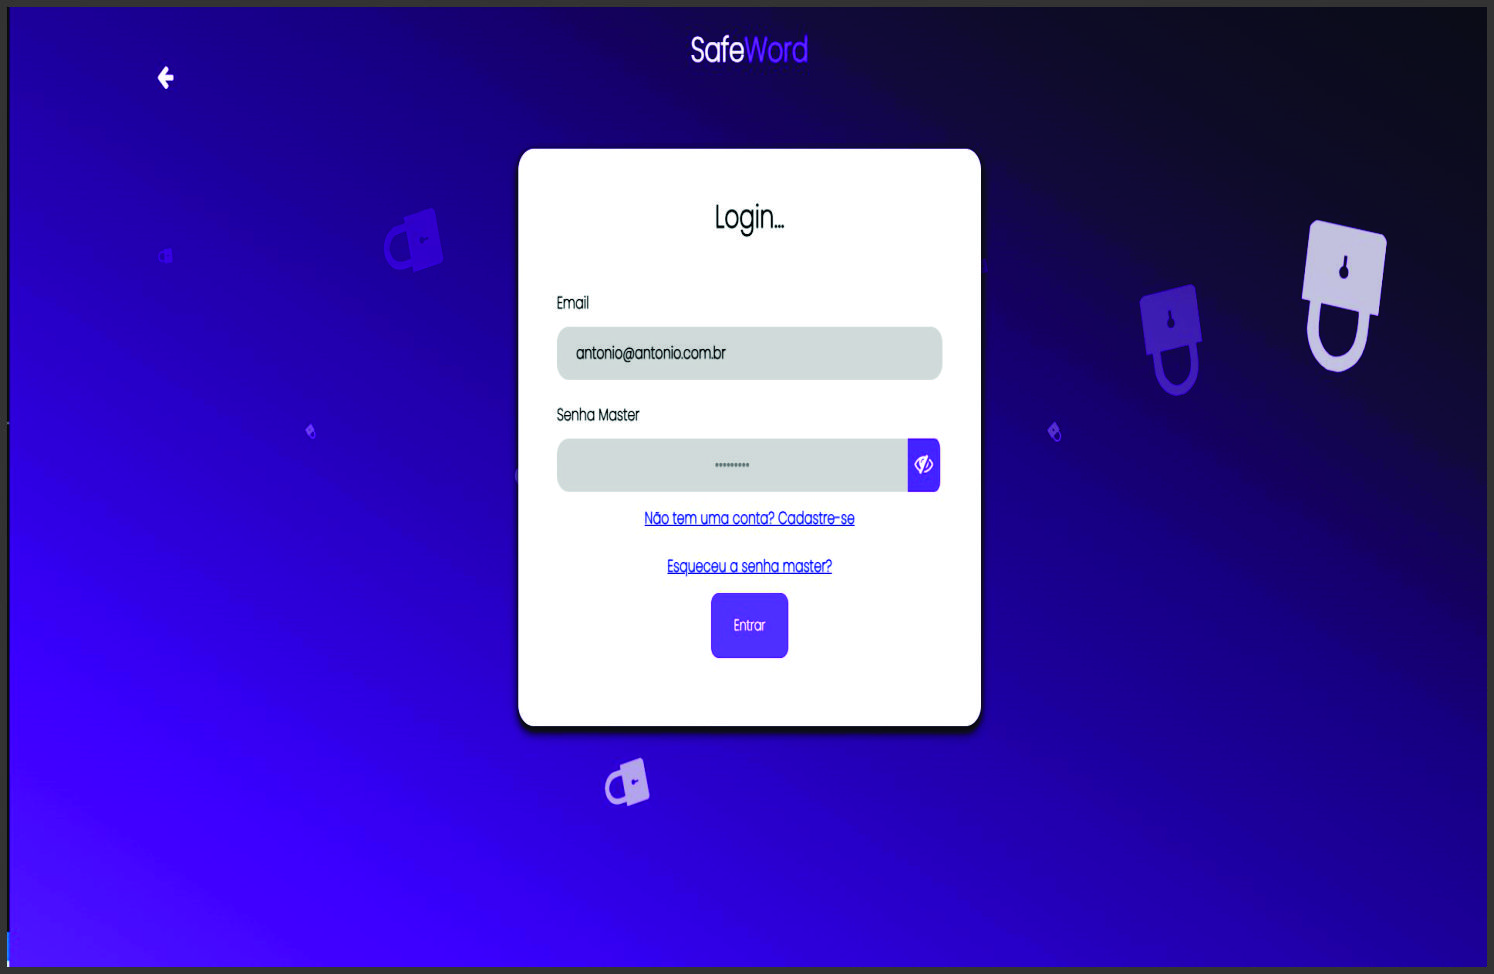 SafeWord
Login...
Email
antonio@antonio.com.br
Senha Master
•••••••••
Não tem uma conta? Cadastre-se
Esqueceu a senha master?
Entrar